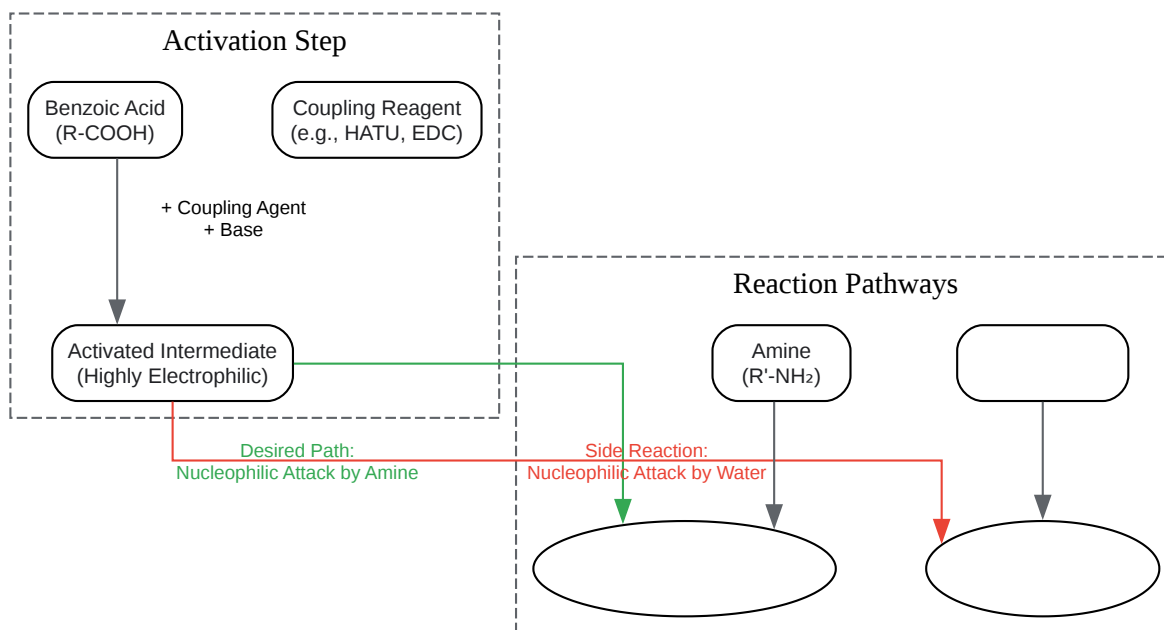 Activation Step
Benzoic Acid
(R-COOH)
Coupling Reagent
(e.g., HATU, EDC)
+ Coupling Agent
+ Base
Activated Intermediate
(Highly Electrophilic)
Reaction Pathways
Amine
(R'-NH₂)
Desired Path:
Nucleophilic Attack by Amine
Side Reaction:
Nucleophilic Attack by Water